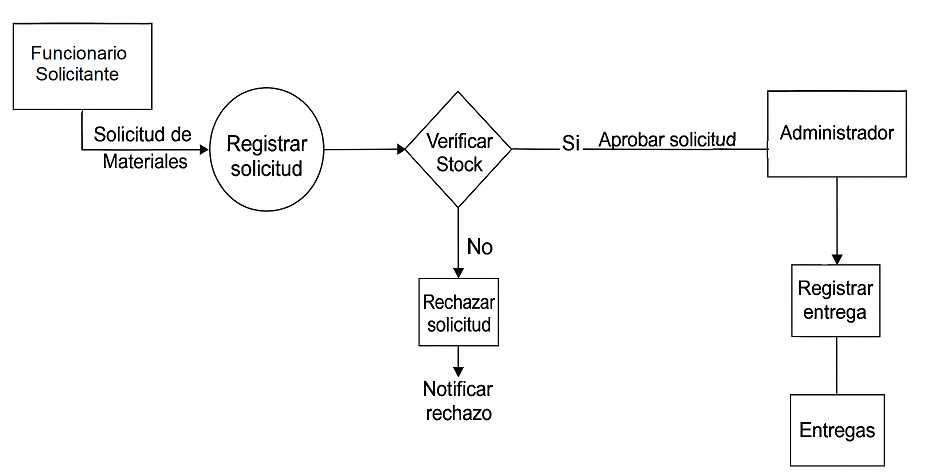 Funcionario
Solicitante
Solicitud de
Materiales
Registrar
solicitud
Veríficar
Stock
Si
Aprobar solicitud
Administrador
No
Rechazar
solicitud
Notificar
rechazo
Registrar
entrega
Entregas